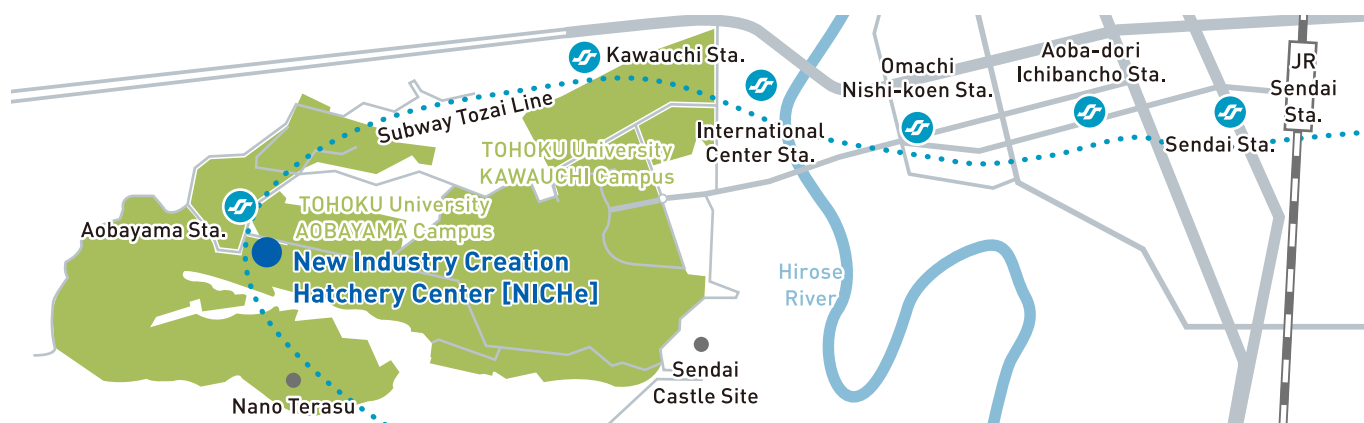 Kawauchi Sta.
Subway Tozai Line
TOHOKU University
KAWAUCHI Campus
International
Center Sta.
Omachi
Nishi-koen Sta.
Aoba-dori
Ichibancho Sta.
JR
Sendai
Sta.
Sendai Sta.
Aobayama Sta.
TOHOKU University
AOBAYAMA Campus
New Industry Creation
Hatchery Center [NICHe]
Hirose
River
Nano Terasu
Sendai
Castle Site